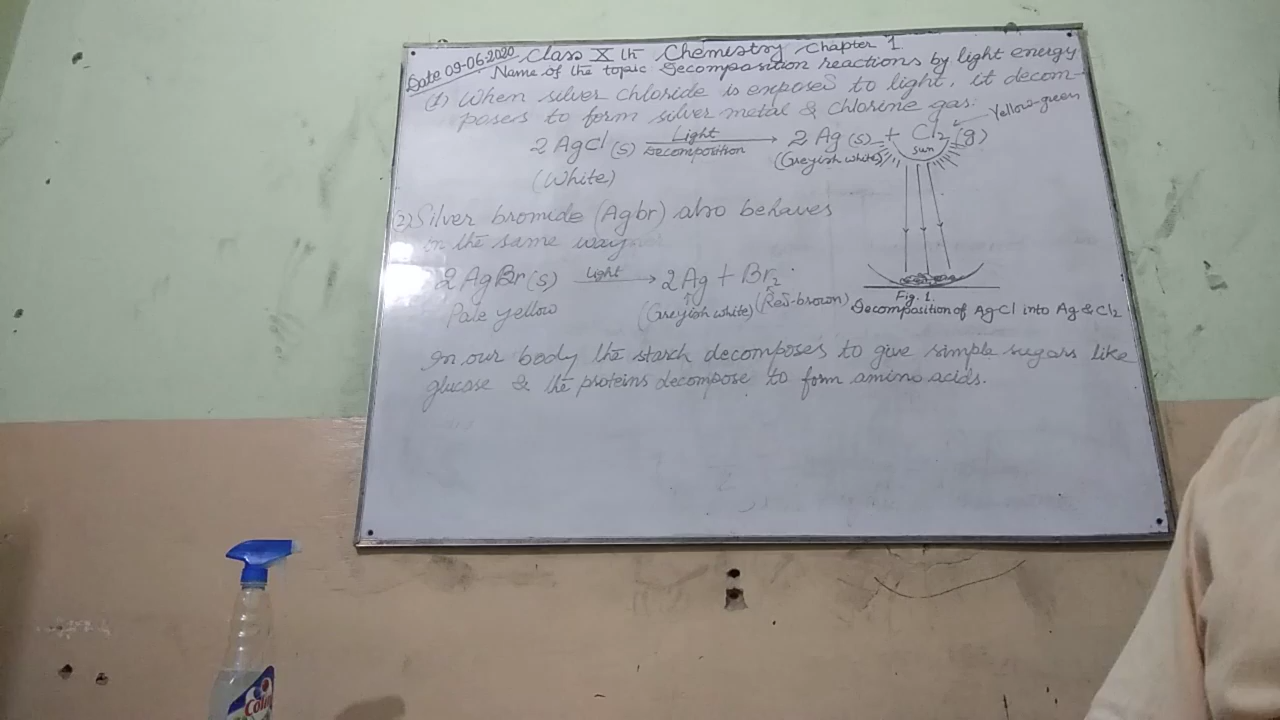 Date 09-06-2020 Class X th Chemistry Chapter 1
Name of the topic Decomposition reactions by light energy
(1) When silver chloride is exposed to light, it decom-
poses to form silver metal & chlorine gas.
Yellow-green
2 AgCl (s) Light Decomposition → 2 Ag (s) + Cl2 (g)
(White)
(Greyish white)
sun
(2) Silver bromide (Agbr) also behaves
in the same way
2 AgBr (s) Light → 2 Ag + Br2
Pale yellow
(Greyish white) (Red-brown)
Fig. 1.
Decomposition of AgCl into Ag & Cl2
In our body the starch decomposes to give simple sugars like
glucose & the proteins decompose to form amino acids.
Colin